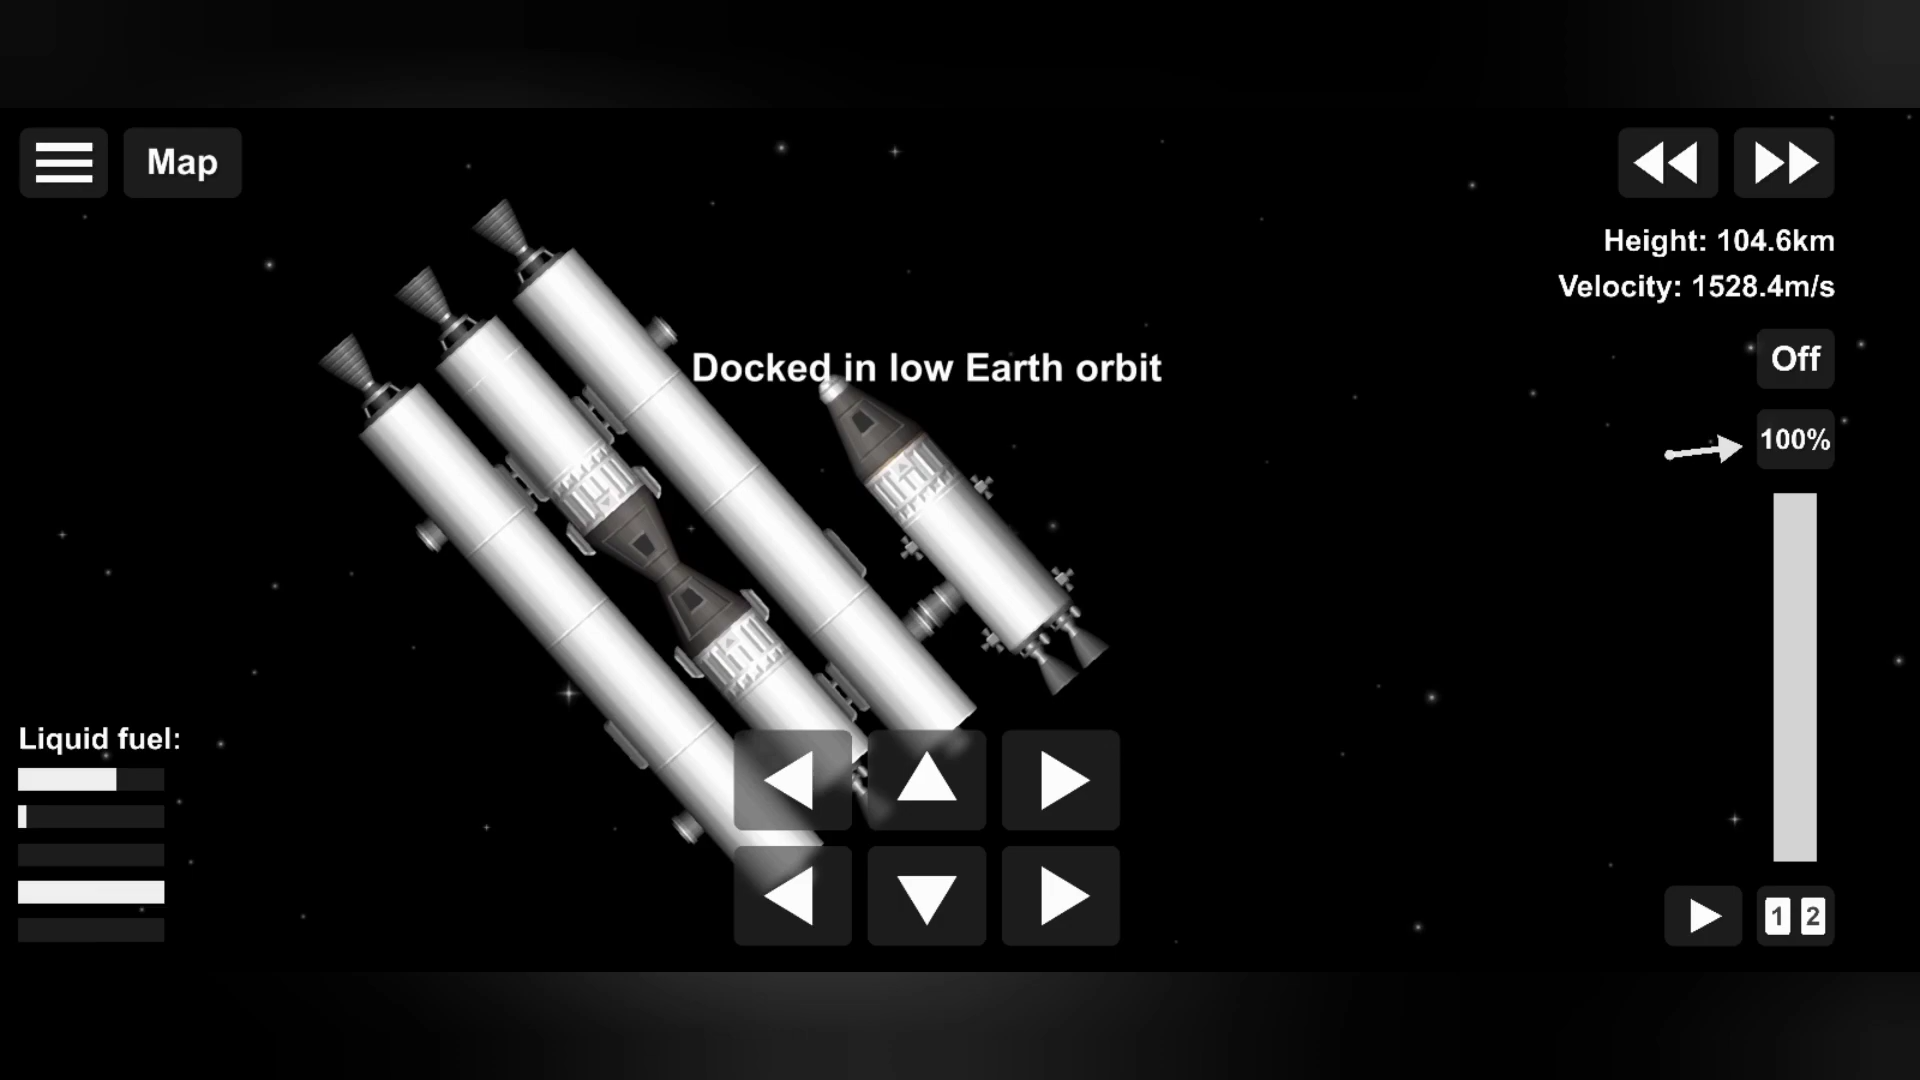 Map
Height: 104.6km
Velocity: 1528.4m/s
Off
Docked in low Earth orbit
100%
Liquid fuel:
1 2